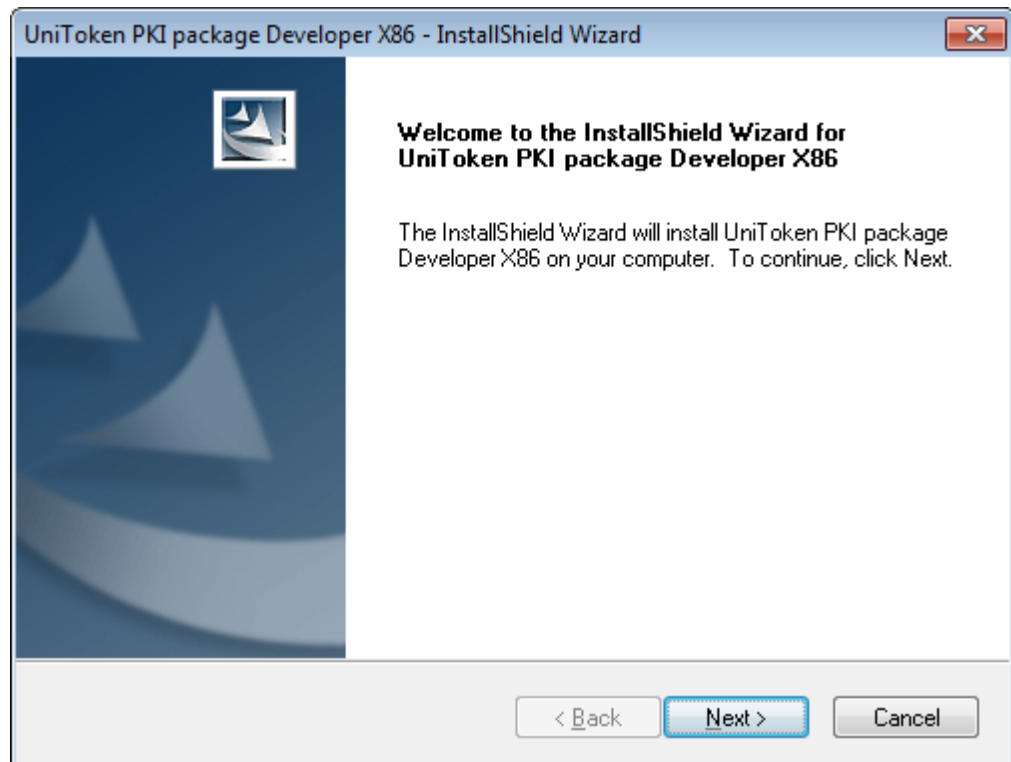 UniToken PKI package Developer X86 - InstallShield Wizard
Welcome to the InstallShield Wizard for
UniToken PKI package Developer X86
The InstallShield Wizard will install UniToken PKI package
Developer X86 on your computer.  To continue, click Next.
< Back
Next >
Cancel